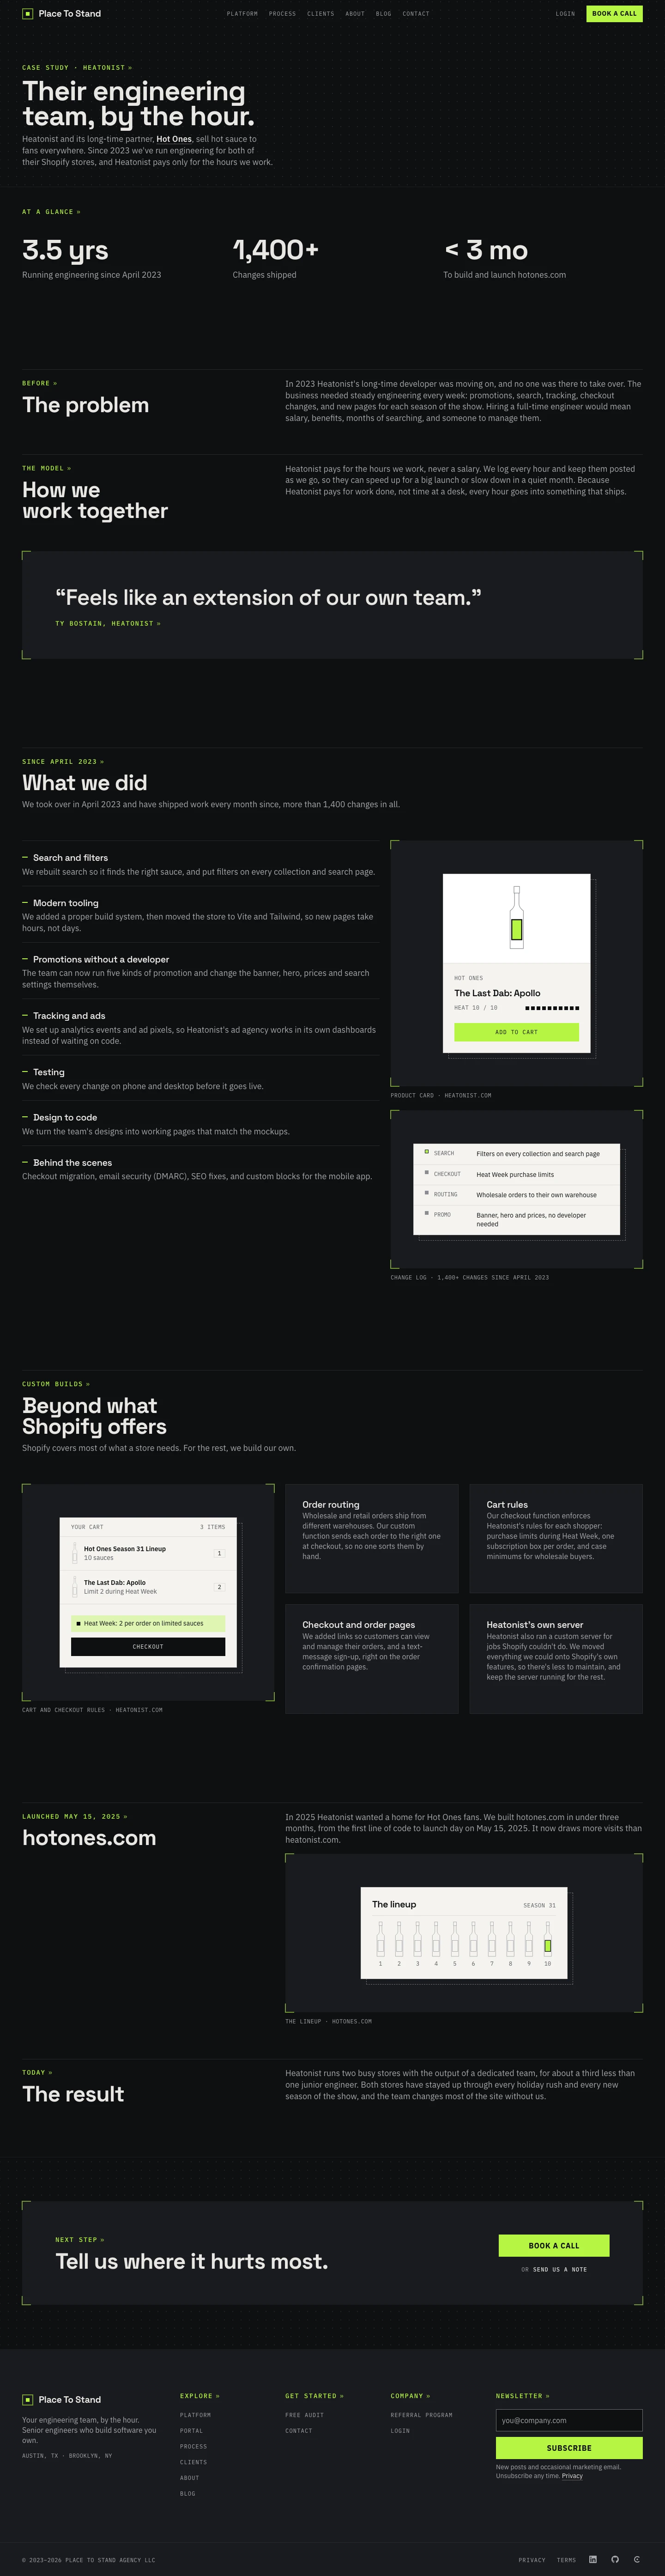 Place To Stand
PLATFORM PROCESS CLIENTS ABOUT BLOG CONTACT
LOGIN BOOK A CALL
CASE STUDY · HEATONIST »
Their engineering
team, by the hour.
Heatonist and its long-time partner, Hot Ones, sell hot sauce to
fans everywhere. Since 2023 we've run engineering for both of
their Shopify stores, and Heatonist pays only for the hours we work.
AT A GLANCE »
3.5 yrs
Running engineering since April 2023
1,400+
Changes shipped
< 3 mo
To build and launch hotones.com
BEFORE »
The problem
In 2023 Heatonist's long-time developer was moving on, and no one was there to take over. The
business needed steady engineering every week: promotions, search, tracking, checkout
changes, and new pages for each season of the show. Hiring a full-time engineer would mean
salary, benefits, months of searching, and someone to manage them.
THE MODEL »
How we
work together
Heatonist pays for the hours we work, never a salary. We log every hour and keep them posted
as we go, so they can speed up for a big launch or slow down in a quiet month. Because
Heatonist pays for work done, not time at a desk, every hour goes into something that ships.
“Feels like an extension of our own team.”
TY BOSTAIN, HEATONIST »
SINCE APRIL 2023 »
What we did
We took over in April 2023 and have shipped work every month since, more than 1,400 changes in all.
Search and filters
We rebuilt search so it finds the right sauce, and put filters on every collection and search page.
Modern tooling
We added a proper build system, then moved the store to Vite and Tailwind, so new pages take
hours, not days.
Promotions without a developer
The team can now run five kinds of promotion and change the banner, hero, prices and search
settings themselves.
Tracking and ads
We set up analytics events and ad pixels, so Heatonist's ad agency works in its own dashboards
instead of waiting on code.
Testing
We check every change on phone and desktop before it goes live.
Design to code
We turn the team's designs into working pages that match the mockups.
Behind the scenes
Checkout migration, email security (DMARC), SEO fixes, and custom blocks for the mobile app.
HOT ONES
The Last Dab: Apollo
HEAT 10 / 10
ADD TO CART
PRODUCT CARD · HEATONIST.COM
SEARCH Filters on every collection and search page
CHECKOUT Heat Week purchase limits
ROUTING Wholesale orders to their own warehouse
PROMO Banner, hero and prices, no developer
needed
CHANGE LOG · 1,400+ CHANGES SINCE APRIL 2023
CUSTOM BUILDS »
Beyond what
Shopify offers
Shopify covers most of what a store needs. For the rest, we build our own.
YOUR CART 3 ITEMS
Hot Ones Season 31 Lineup
10 sauces
1
The Last Dab: Apollo
Limit 2 during Heat Week
2
Heat Week: 2 per order on limited sauces
CHECKOUT
CART AND CHECKOUT RULES · HEATONIST.COM
Order routing
Wholesale and retail orders ship from
different warehouses. Our custom
function sends each order to the right one
at checkout, so no one sorts them by
hand.
Cart rules
Our checkout function enforces
Heatonist's rules for each shopper:
purchase limits during Heat Week, one
subscription box per order, and case
minimums for wholesale buyers.
Checkout and order pages
We added links so customers can view
and manage their orders, and a text-
message sign-up, right on the order
confirmation pages.
Heatonist's own server
Heatonist also ran a custom server for
jobs Shopify couldn't do. We moved
everything we could onto Shopify's own
features, so there's less to maintain, and
keep the server running for the rest.
LAUNCHED MAY 15, 2025 »
hotones.com
In 2025 Heatonist wanted a home for Hot Ones fans. We built hotones.com in under three
months, from the first line of code to launch day on May 15, 2025. It now draws more visits than
heatonist.com.
The lineup SEASON 31
1 2 3 4 5 6 7 8 9 10
THE LINEUP · HOTONES.COM
TODAY »
The result
Heatonist runs two busy stores with the output of a dedicated team, for about a third less than
one junior engineer. Both stores have stayed up through every holiday rush and every new
season of the show, and the team changes most of the site without us.
NEXT STEP »
Tell us where it hurts most.
BOOK A CALL
OR SEND US A NOTE
Place To Stand
Your engineering team, by the hour.
Senior engineers who build software you
own.
AUSTIN, TX · BROOKLYN, NY
EXPLORE »
PLATFORM
PORTAL
PROCESS
CLIENTS
ABOUT
BLOG
GET STARTED »
FREE AUDIT
CONTACT
COMPANY »
REFERRAL PROGRAM
LOGIN
NEWSLETTER »
you@company.com
SUBSCRIBE
New posts and occasional marketing email.
Unsubscribe any time. Privacy
© 2023–2026 PLACE TO STAND AGENCY LLC
PRIVACY TERMS